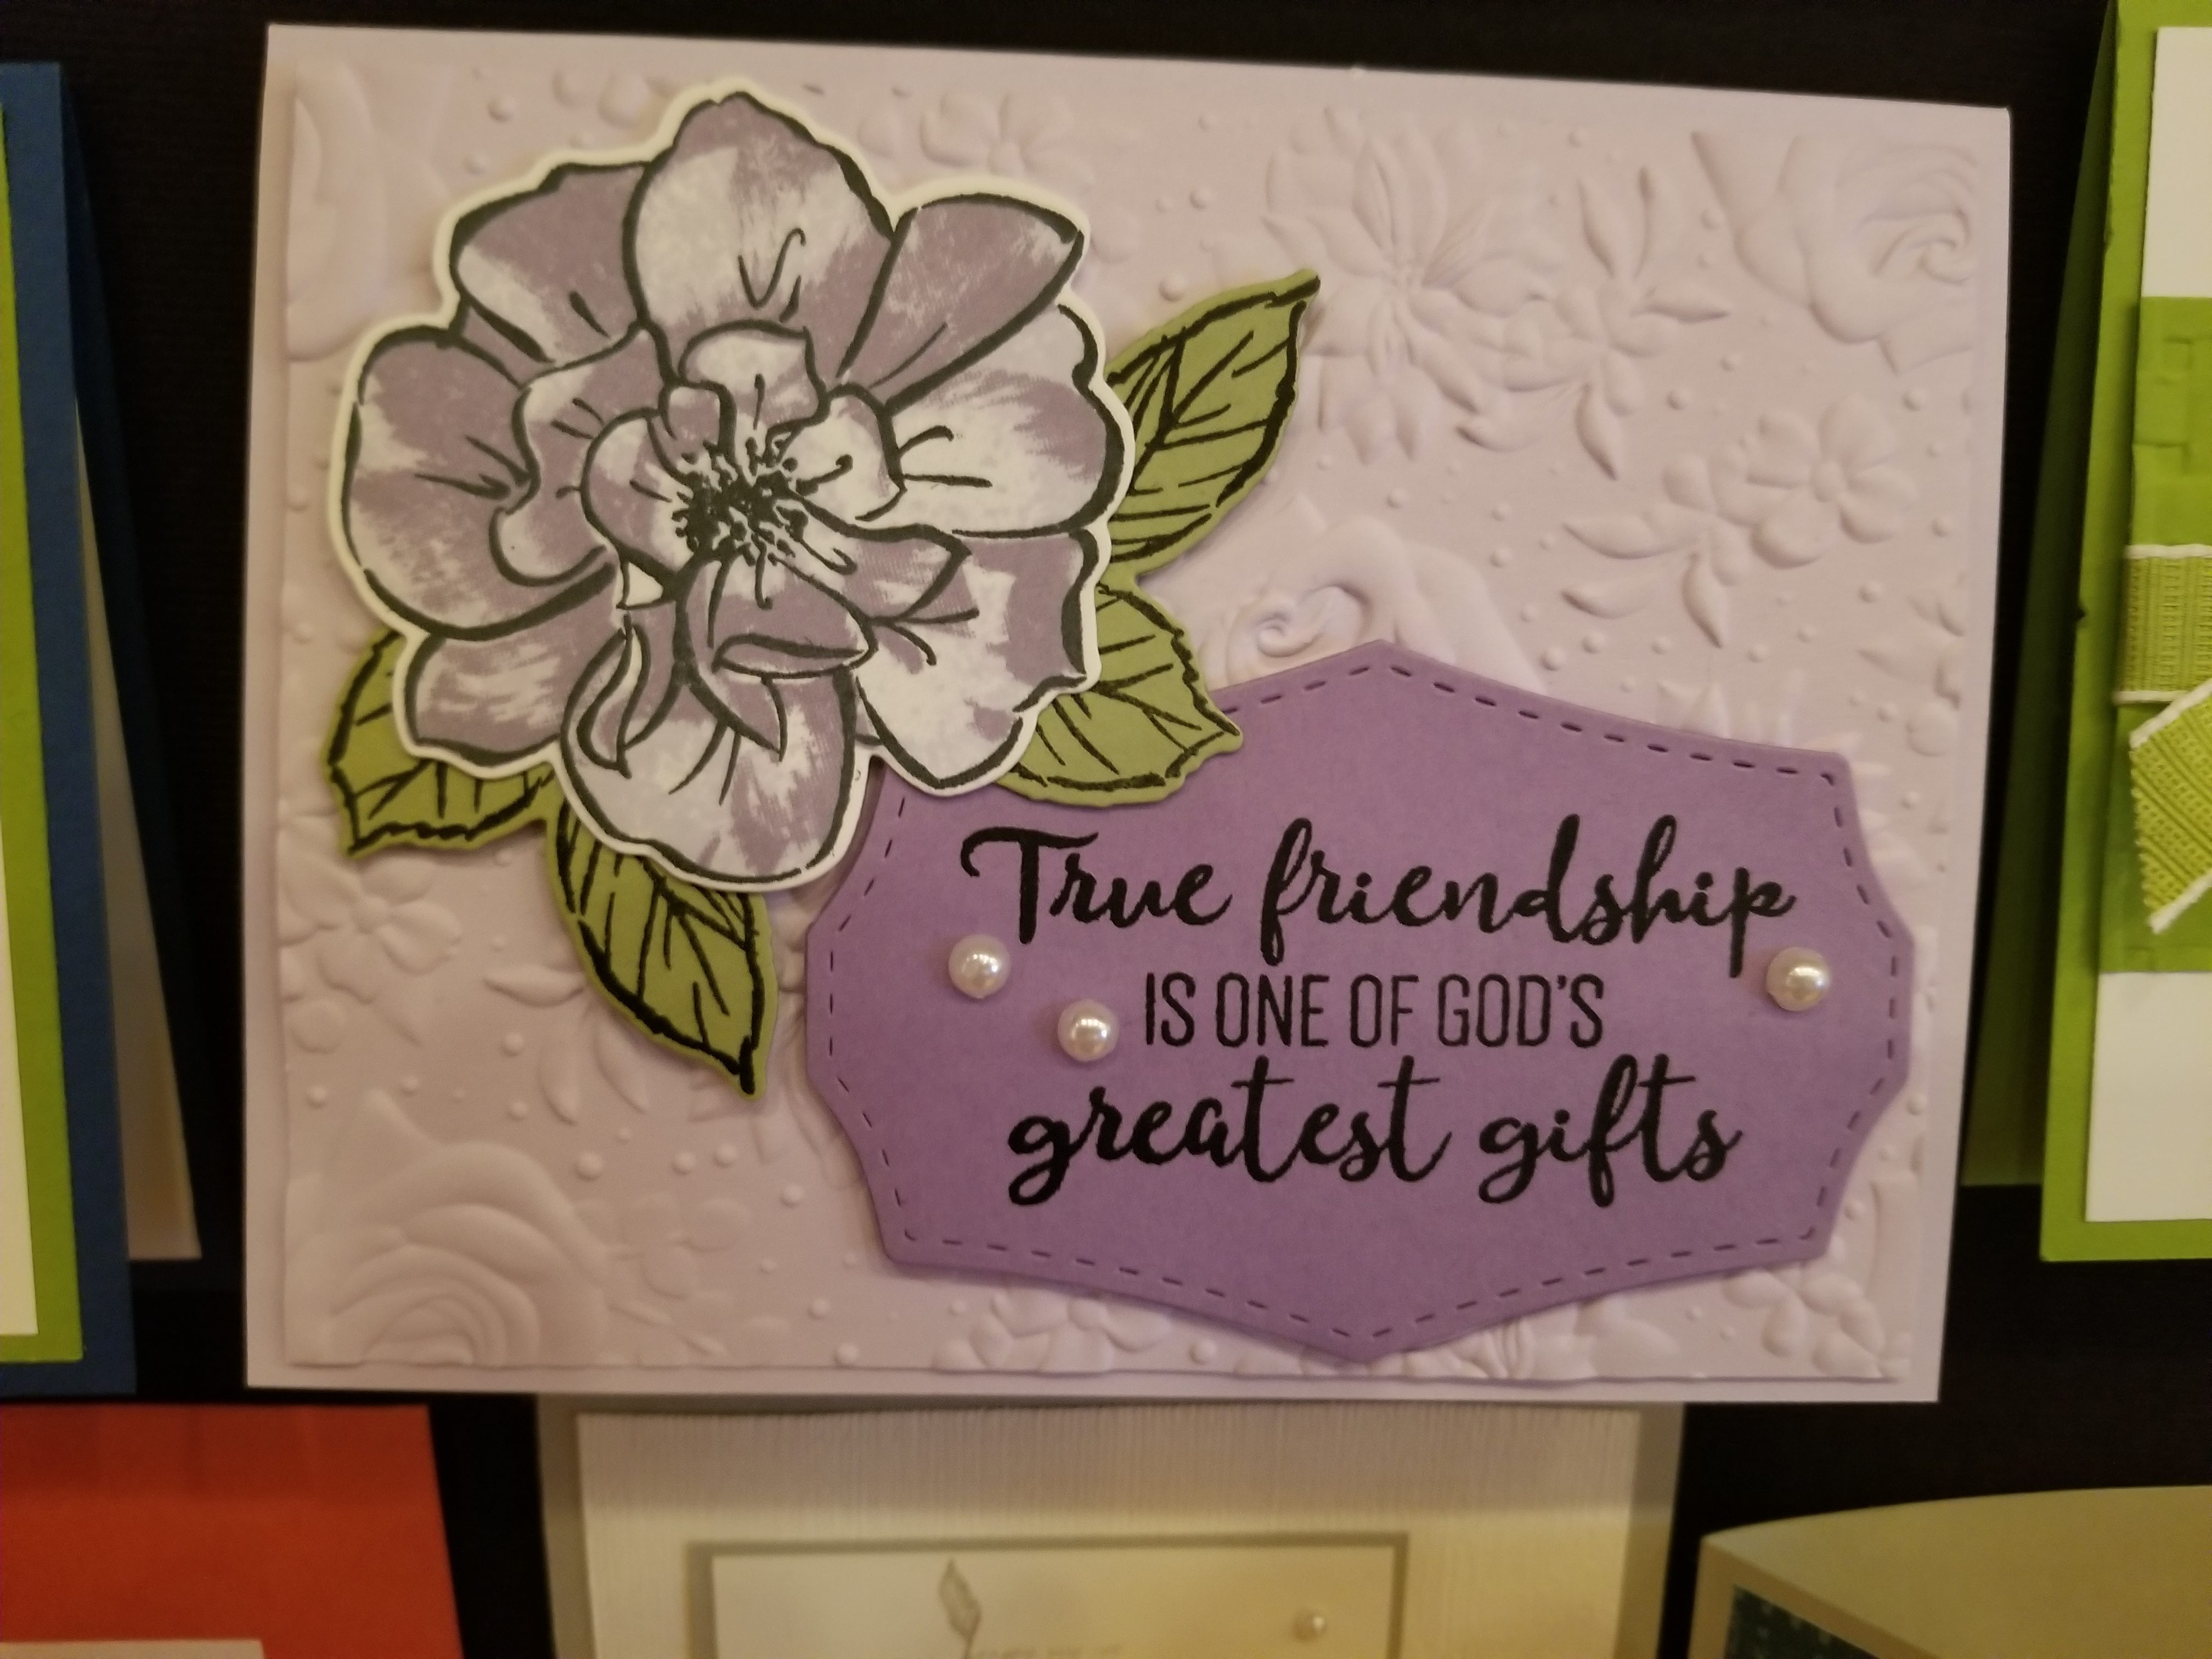 True friendship
IS ONE OF GOD'S
greatest gifts